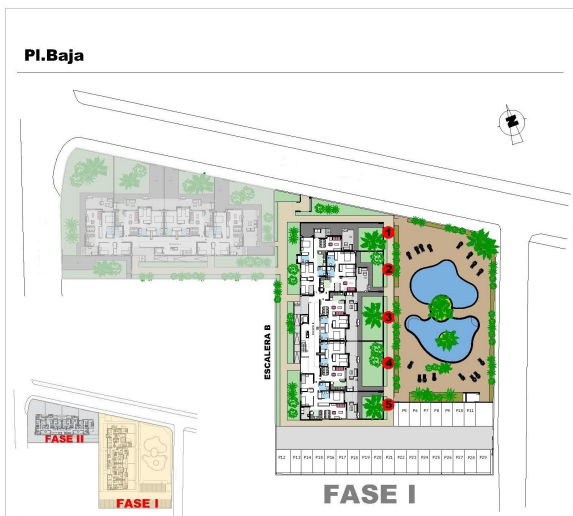 Pl.Baja
N
1
2
3
4
5
ESCALERA B
P5 P6 P7 P8 P9 P10 P11
P12 P13 P14 P15 P16 P17 P18 P19 P20 P21 P22 P23 P24 P25 P26 P27 P28 P29
FASE II
FASE I
FASE I